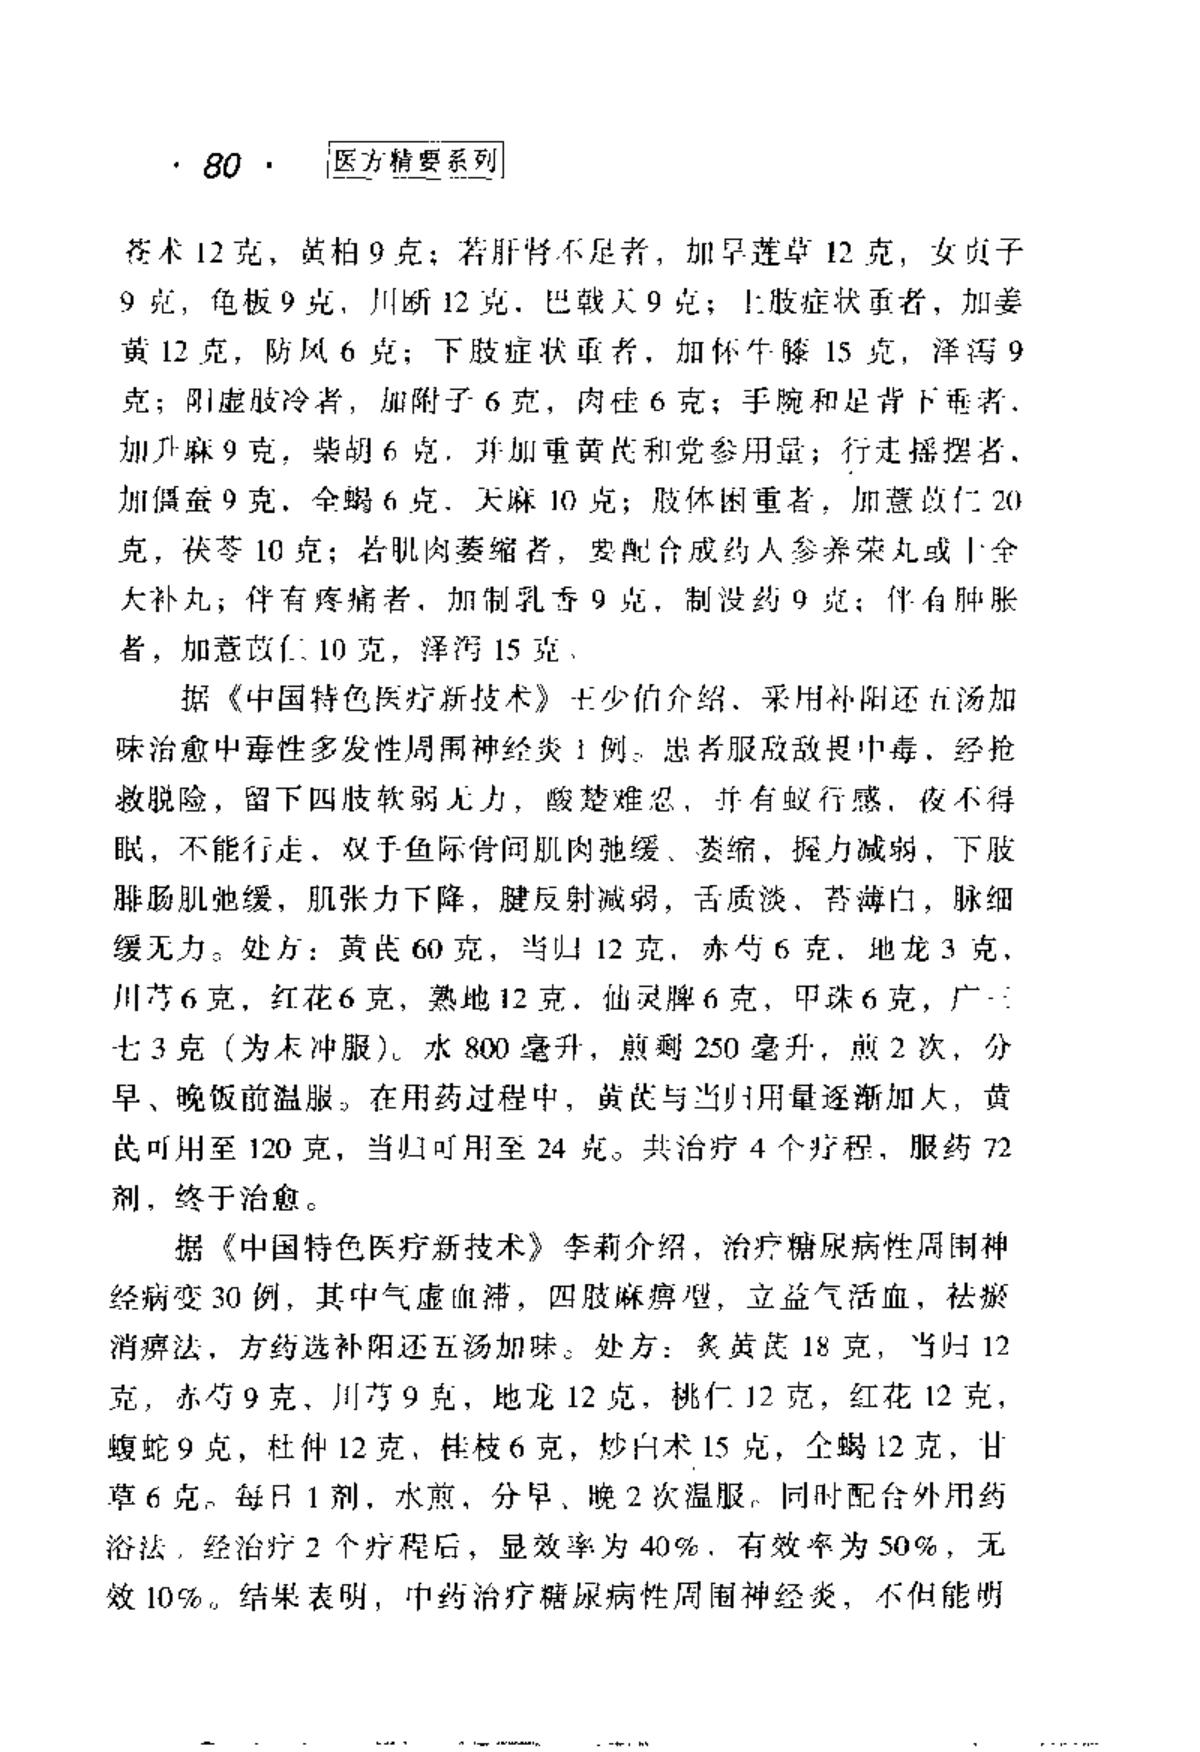 · 80 · 医方精要系列
苍术 12 克，黄柏 9 克；若肝肾不足者，加旱莲草 12 克，女贞子
9 克，龟板 9 克，川断 12 克，巴戟天 9 克；上肢症状重者，加姜
黄 12 克，防风 6 克；下肢症状重者，加怀牛膝 15 克，泽泻 9
克；阳虚肢冷者，加附子 6 克，肉桂 6 克；手腕和足背下垂者，
加升麻 9 克，柴胡 6 克，并加重黄芪和党参用量；行走摇摆者，
加僵蚕 9 克，全蝎 6 克，天麻 10 克；肢体困重者，加薏苡仁 20
克，茯苓 10 克；若肌肉萎缩者，要配合成药人参养荣丸或十全
大补丸；伴有疼痛者，加制乳香 9 克，制没药 9 克；伴有肿胀
者，加薏苡仁 10 克，泽泻 15 克。
据《中国特色医疗新技术》王少伯介绍，采用补阳还五汤加
味治愈中毒性多发性周围神经炎 1 例。患者服敌敌畏中毒，经抢
救脱险，留下四肢软弱无力，酸楚难忍，并有蚁行感，夜不得
眠，不能行走，双手鱼际骨间肌肉弛缓、萎缩，握力减弱，下肢
腓肠肌弛缓，肌张力下降，腱反射减弱，舌质淡、苔薄白，脉细
缓无力。处方：黄芪 60 克，当归 12 克，赤芍 6 克，地龙 3 克，
川芎 6 克，红花 6 克，熟地 12 克，仙灵脾 6 克，甲珠 6 克，广三
七 3 克（为末冲服）。水 800 毫升，煎剩 250 毫升，煎 2 次，分
早、晚饭前温服。在用药过程中，黄芪与当归用量逐渐加大，黄
芪可用至 120 克，当归可用至 24 克。共治疗 4 个疗程，服药 72
剂，终于治愈。
据《中国特色医疗新技术》李莉介绍，治疗糖尿病性周围神
经病变 30 例，其中气虚血滞，四肢麻痹型，立益气活血，祛瘀
消痹法，方药选补阳还五汤加味。处方：炙黄芪 18 克，当归 12
克，赤芍 9 克，川芎 9 克，地龙 12 克，桃仁 12 克，红花 12 克，
蝮蛇 9 克，杜仲 12 克，桂枝 6 克，炒白术 15 克，全蝎 12 克，甘
草 6 克。每日 1 剂，水煎，分早、晚 2 次温服。同时配合外用药
浴法，经治疗 2 个疗程后，显效率为 40%，有效率为 50%，无
效 10%。结果表明，中药治疗糖尿病性周围神经炎，不但能明